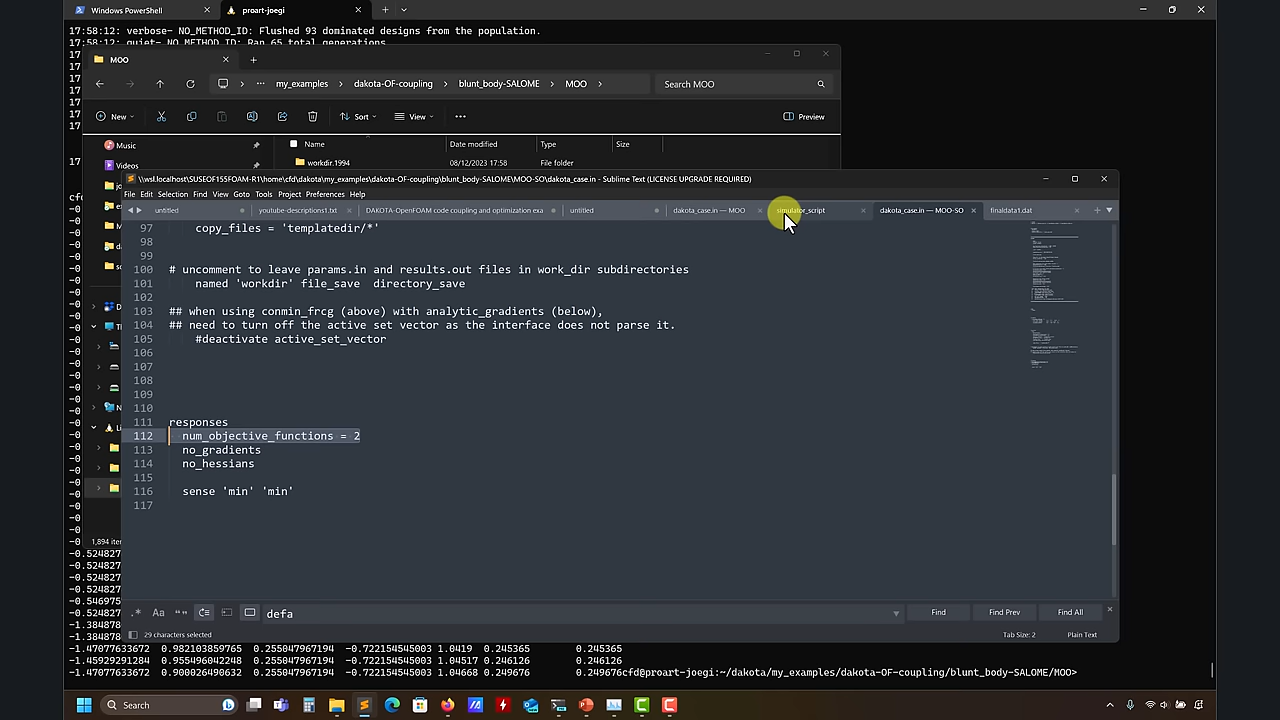 Windows PowerShell
proart-joegi
17:58:12: verbose- NO_METHOD_ID: Flushed 93 dominated designs from the population.
17:58:12: quiet- NO_METHOD_ID: Ran 65 total generations
MOO
my_examples > dakota-OF-coupling > blunt_body-SALOME > MOO >
Search MOO
New
Sort
View
Preview
Music
Videos
Name Date modified Type Size
workdir.1994 08/12/2023 17:58 File folder
\\wsl.localhost\SUSEOF155FOAM-R1\home\cfd\dakota\my_examples\dakota-OF-coupling\blunt_body-SALOME\MOO-SO\dakota_case.in - Sublime Text (LICENSE UPGRADE REQUIRED)
File Edit Selection Find View Goto Tools Project Preferences Help
untitled
youtube-descriptions1.txt
DAKOTA-OpenFOAM code coupling and optimization exa
untitled
dakota_case.in — MOO
simulator_script
dakota_case.in — MOO-SO
finaldata1.dat
97 copy_files = 'templatedir/*'
98
99
100 # uncomment to leave params.in and results.out files in work_dir subdirectories
101 named 'workdir' file_save directory_save
102
103 ## when using conmin_frcg (above) with analytic_gradients (below),
104 ## need to turn off the active set vector as the interface does not parse it.
105 #deactivate active_set_vector
106
107
108
109
110
111 responses
112 num_objective_functions = 2
113 no_gradients
114 no_hessians
115
116 sense 'min' 'min'
117
1,894 iter
defa
Find
Find Prev
Find All
29 characters selected
Tab Size: 2
Plain Text
-1.47077633672 0.982103859765 0.255047967194 -0.722154545003 1.0419 0.245365 0.245365
-1.45929291284 0.955496042248 0.255047967194 -0.722154545003 1.04517 0.246126 0.246126
-1.47077633672 0.900026490632 0.255047967194 -0.722154545003 1.04668 0.249676 0.249676cfd@proart-joegi:~/dakota/my_examples/dakota-OF-coupling/blunt_body-SALOME/MOO>
Search